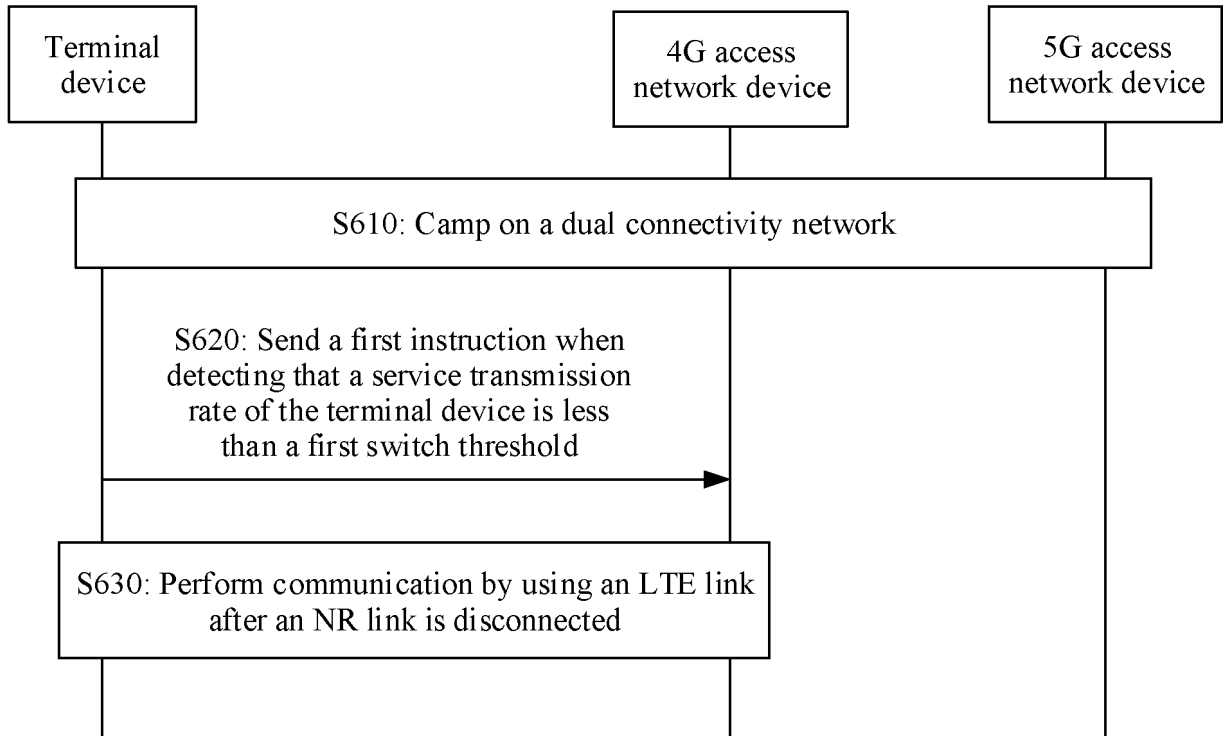 Terminal
device
4G access
network device
5G access
network device
S610: Camp on a dual connectivity network
S620: Send a first instruction when
detecting that a service transmission
rate of the terminal device is less
than a first switch threshold
S630: Perform communication by using an LTE link
after an NR link is disconnected